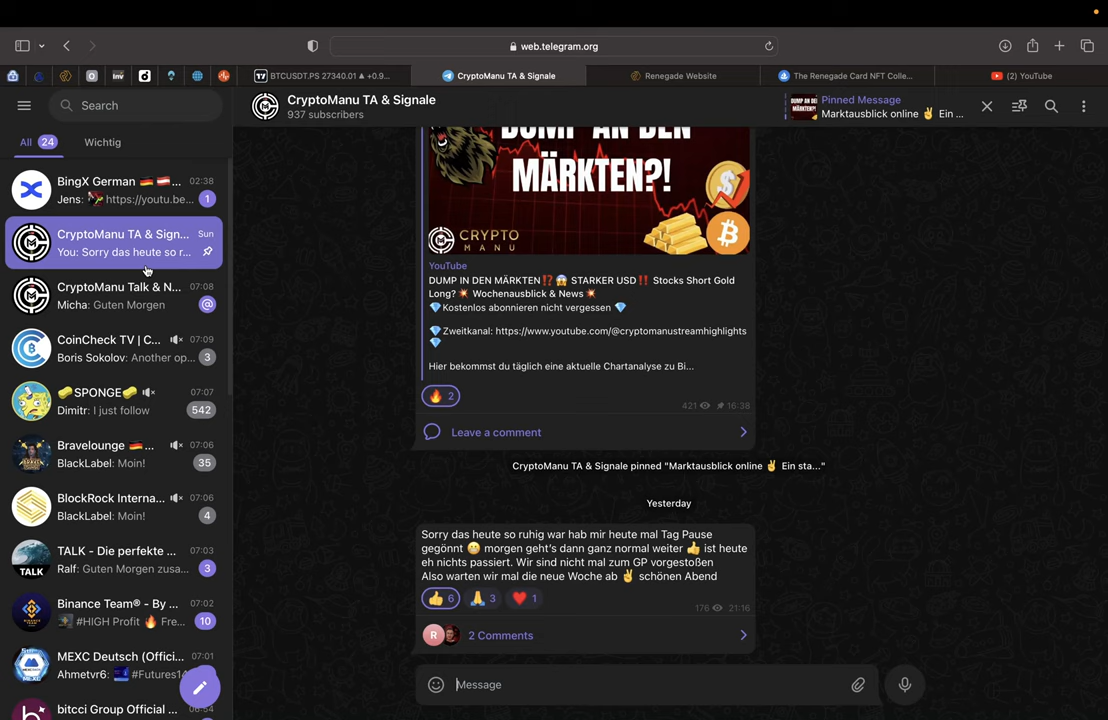 web.telegram.org
BTCUSDT.PS 27340.01 ▲ +0.9...
CryptoManu TA & Signale
Renegade Website
The Renegade Card NFT Colle...
(2) YouTube
Search
All 24
Wichtig
BingX German 🇩🇪 🇦🇹 ... 02:38
Jens: https://youtu.be... 1
CryptoManu TA & Sign... Sun
You: Sorry das heute so r...
CryptoManu Talk & N... 07:08
Micha: Guten Morgen @
CoinCheck TV | C... 07:09
Boris Sokolov: Another op... 3
🧽SPONGE🧽 07:07
Dimitr: I just follow 542
Bravelounge 🇩🇪 ... 07:06
BlackLabel: Moin! 35
BlockRock Interna... 07:06
BlackLabel: Moin! 4
TALK - Die perfekte ... 07:03
Ralf: Guten Morgen zusa... 3
TALK
Binance Team® - By ... 07:02
#HIGH Profit 🔥 Fre... 10
MEXC Deutsch (Offici... 07:01
Ahmetvr6: #Futures1
bitcci Group Official ...
CryptoManu TA & Signale
937 subscribers
DUMP AN DEN MÄRKTEN?!
Pinned Message
Marktausblick online ✌ Ein ...
DUMP AN DEN
MÄRKTEN?!
CRYPTO
MANU
YouTube
DUMP IN DEN MÄRKTEN⁉️😱 STARKER USD‼️ Stocks Short Gold
Long?💥 Wochenausblick & News💥
💎Kostenlos abonnieren nicht vergessen 💎
💎Zweitkanal: https://www.youtube.com/@cryptomanustreamhighlights
💎
Hier bekommst du täglich eine aktuelle Chartanalyse zu Bi...
🔥 2
421 16:38
Leave a comment
CryptoManu TA & Signale pinned "Marktausblick online ✌ Ein sta..."
Yesterday
Sorry das heute so ruhig war hab mir heute mal Tag Pause
gegönnt 😁 morgen geht's dann ganz normal weiter 👍 ist heute
eh nichts passiert. Wir sind nicht mal zum GP vorgestoßen
Also warten wir mal die neue Woche ab ✌ schönen Abend
👍 6 🙏 3 ❤️ 1
176 21:16
R 2 Comments
Message